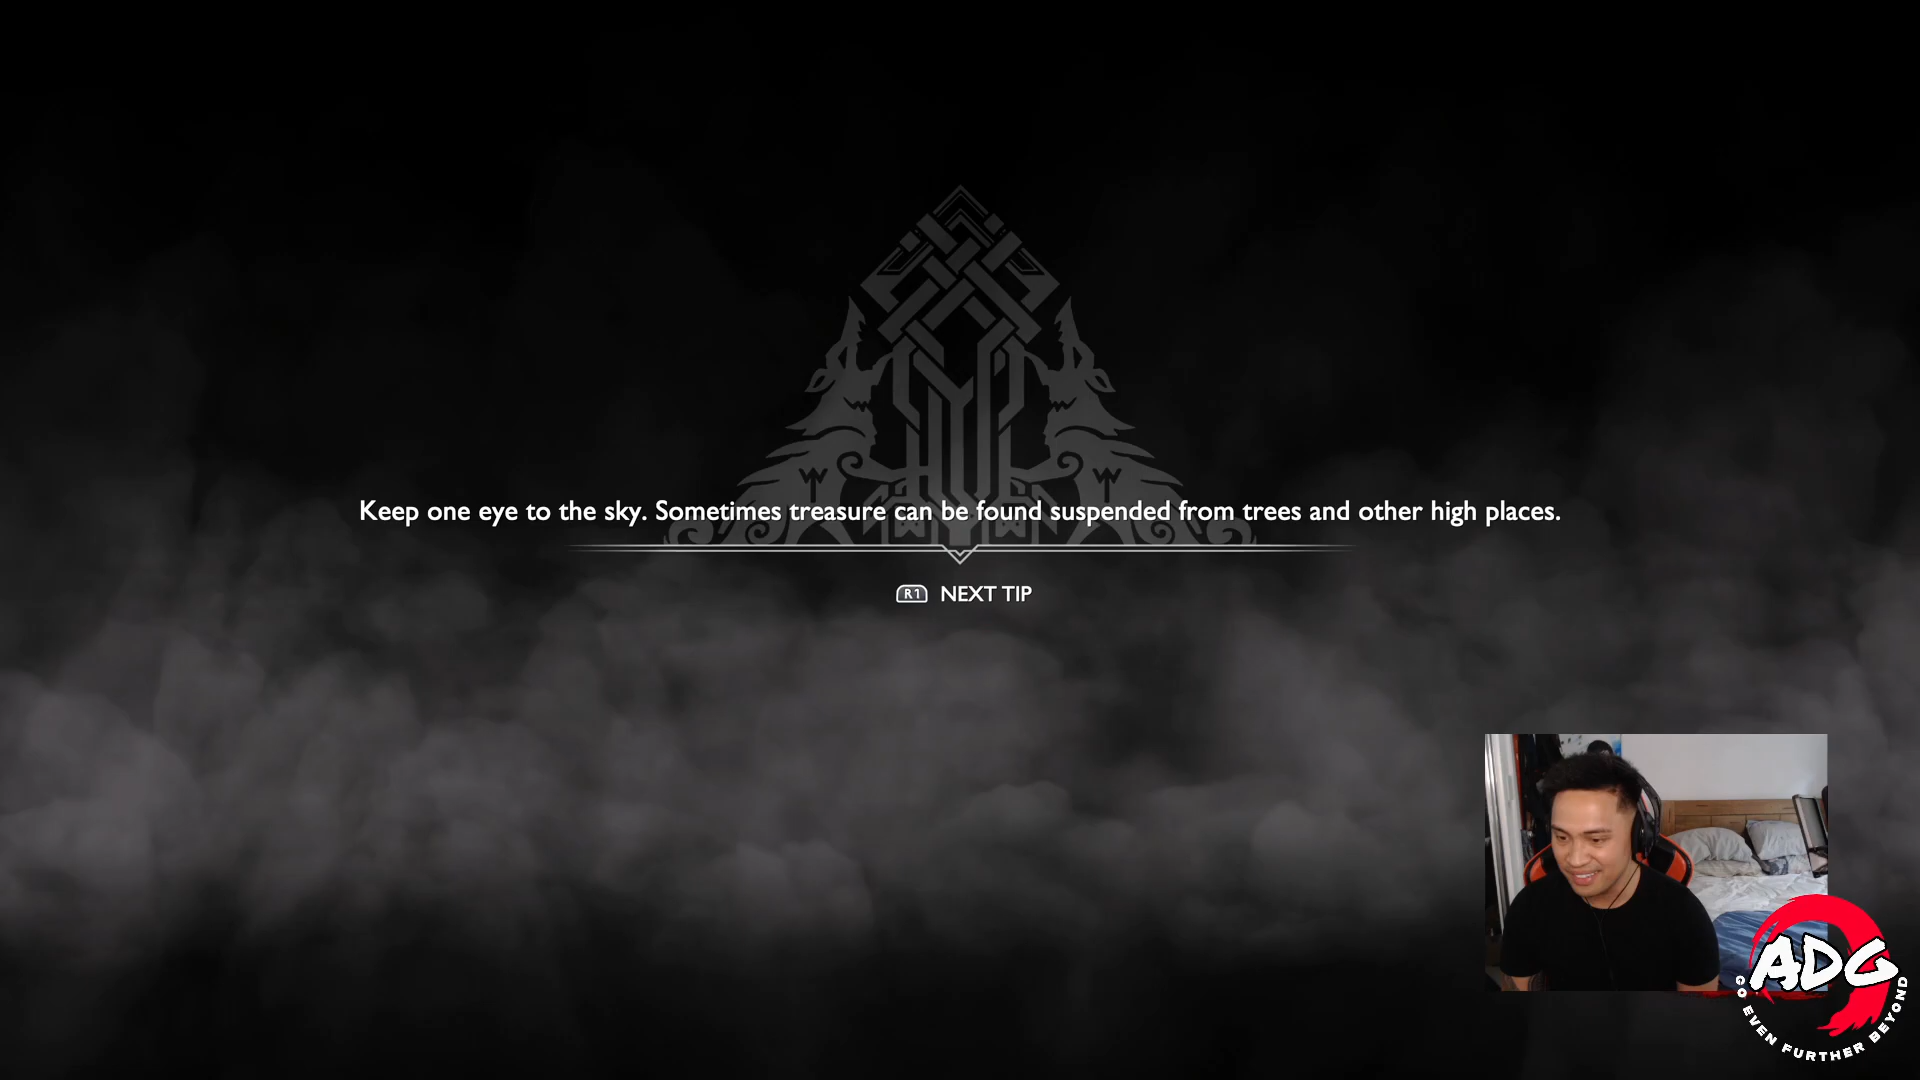 Keep one eye to the sky. Sometimes treasure can be found suspended from trees and other high places.
R1 NEXT TIP
ADG
GO EVEN FURTHER BEYOND